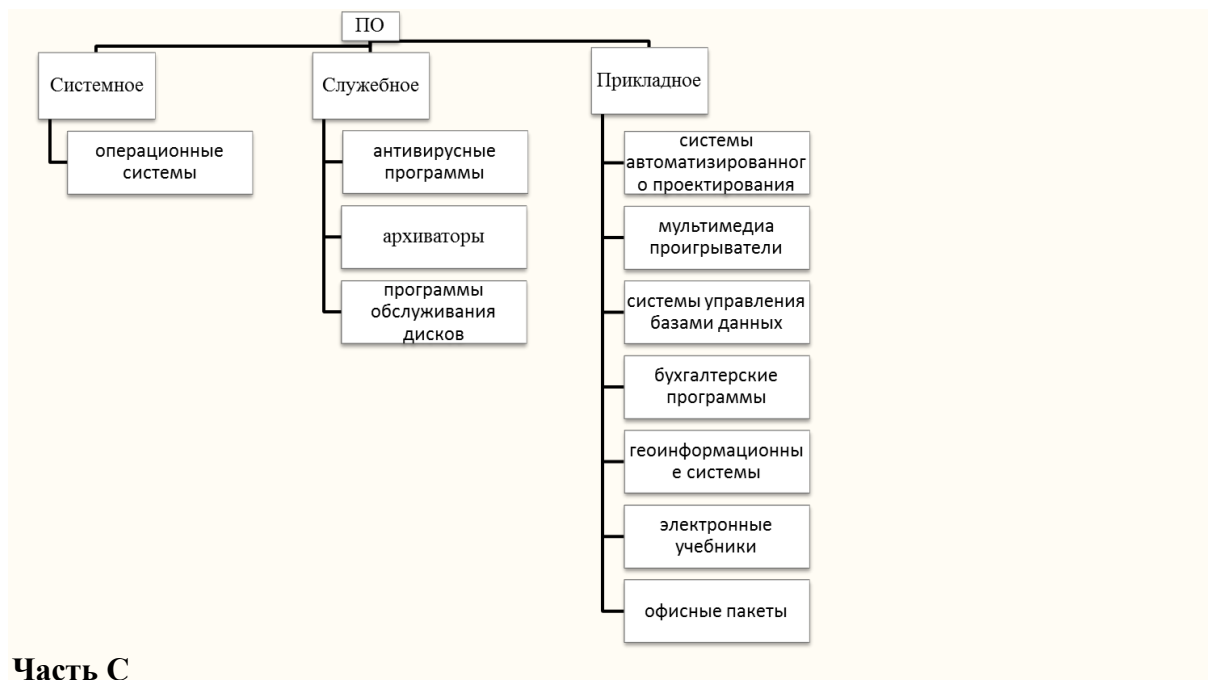 ПО
Системное
операционные
системы
Служебное
антивирусные
программы
архиваторы
программы
обслуживания
дисков
Прикладное
системы
автоматизированног
о проектирования
мультимедиа
проигрыватели
системы управления
базами данных
бухгалтерские
программы
геоинформационны
е системы
электронные
учебники
офисные пакеты
Часть С